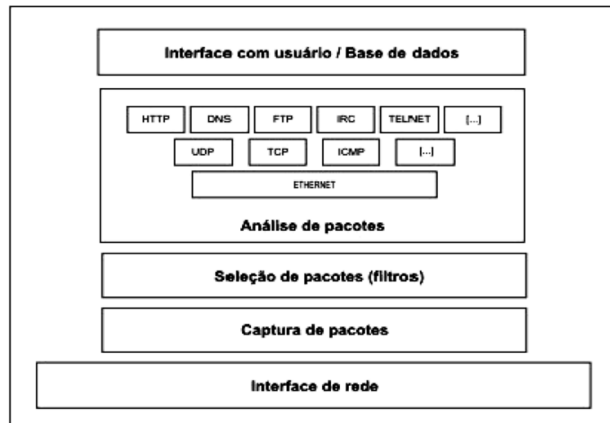 Interface com usuário / Base de dados
HTTP DNS FTP IRC TELNET [...]
UDP TCP ICMP [...]
ETHERNET
Análise de pacotes
Seleção de pacotes (filtros)
Captura de pacotes
Interface de rede